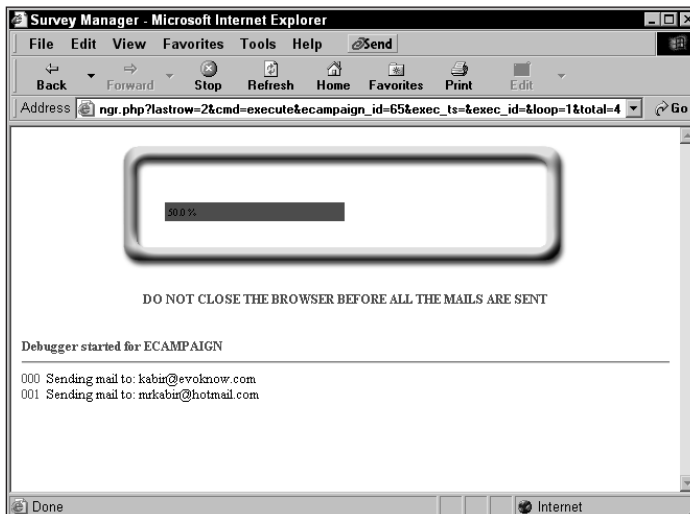 Survey Manager - Microsoft Internet Explorer
File Edit View Favorites Tools Help Send
Back Forward Stop Refresh Home Favorites Print Edit
Address ngr.php?lastrow=2&cmd=execute&ecampaign_id=65&exec_ts=&exec_id=&loop=1&total=4 Go
50.0 %
DO NOT CLOSE THE BROWSER BEFORE ALL THE MAILS ARE SENT
Debugger started for ECAMPAIGN
000 Sending mail to: kabir@evoknow.com
001 Sending mail to: mrkabir@hotmail.com
Done Internet